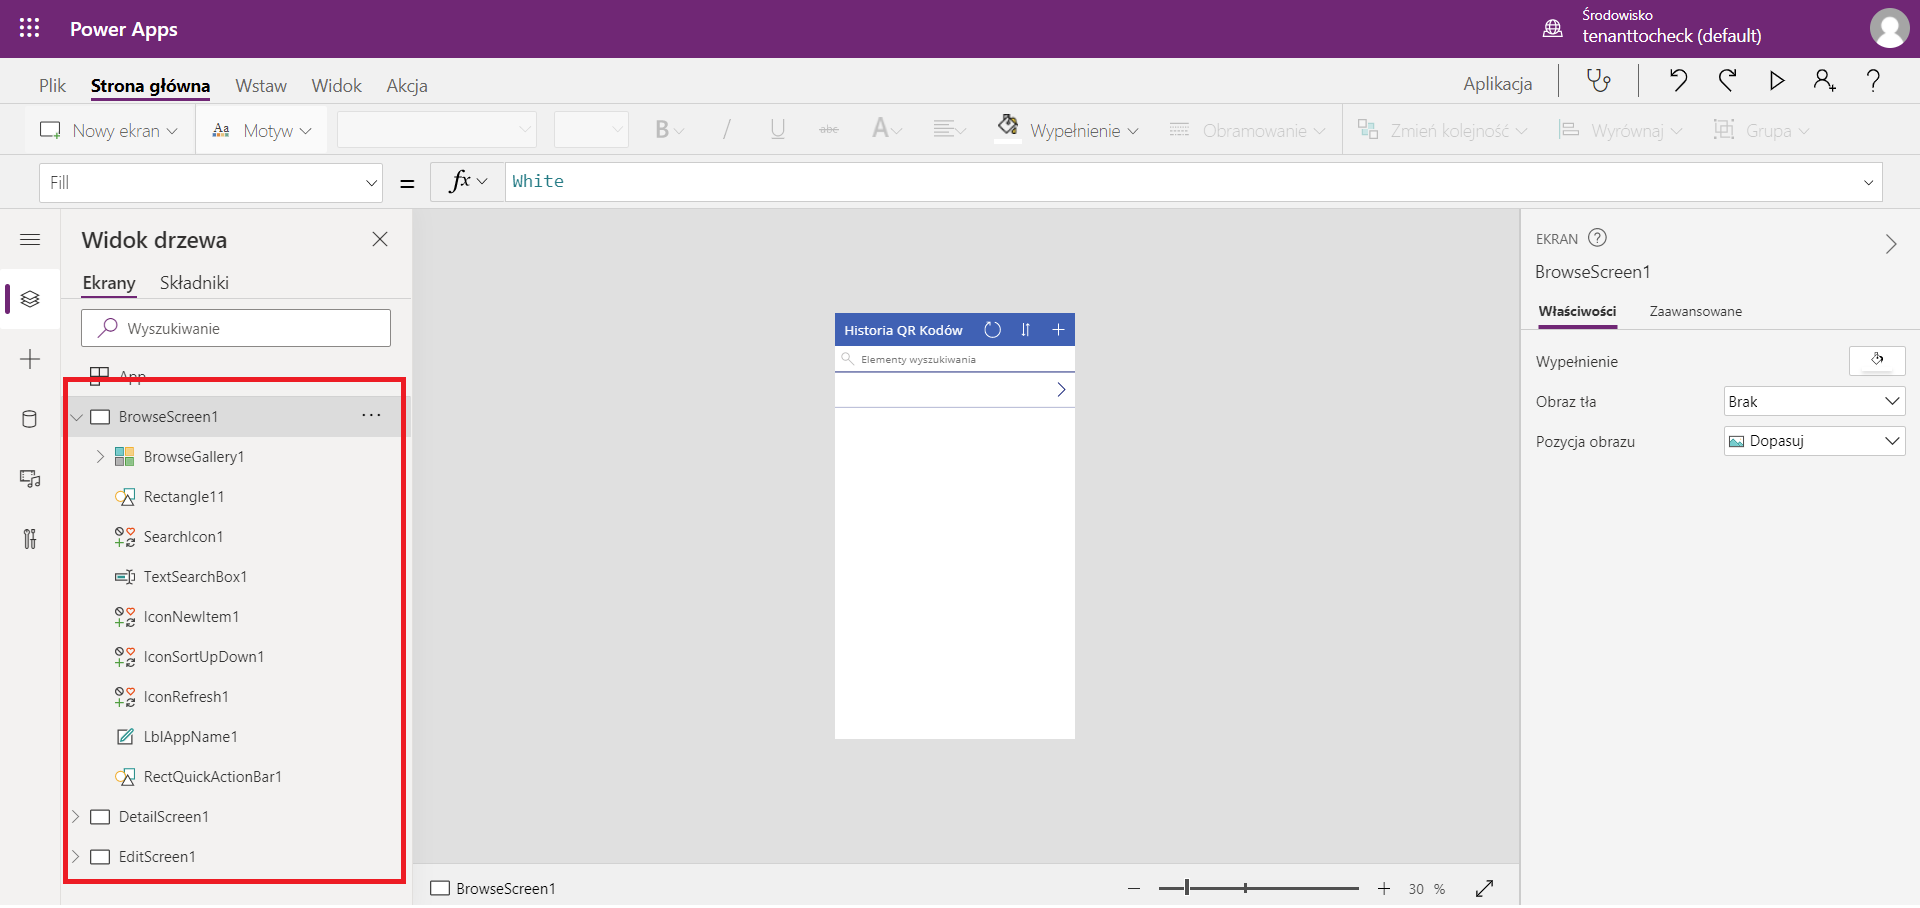 Power Apps
Środowisko
tenanttocheck (default)
Plik Strona główna Wstaw Widok Akcja Aplikacja
Nowy ekran Aa Motyw B / U abc A Wypełnienie Obramowanie Zmień kolejność Wyrównaj Grupa
Fill = fx White
Widok drzewa
Ekrany Składniki
Wyszukiwanie
App
BrowseScreen1 ...
BrowseGallery1
Rectangle11
SearchIcon1
TextSearchBox1
IconNewItem1
IconSortUpDown1
IconRefresh1
LblAppName1
RectQuickActionBar1
DetailScreen1
EditScreen1
Historia QR Kodów
Elementy wyszukiwania
BrowseScreen1
30 %
EKRAN
BrowseScreen1
Właściwości Zaawansowane
Wypełnienie
Obraz tła Brak
Pozycja obrazu Dopasuj